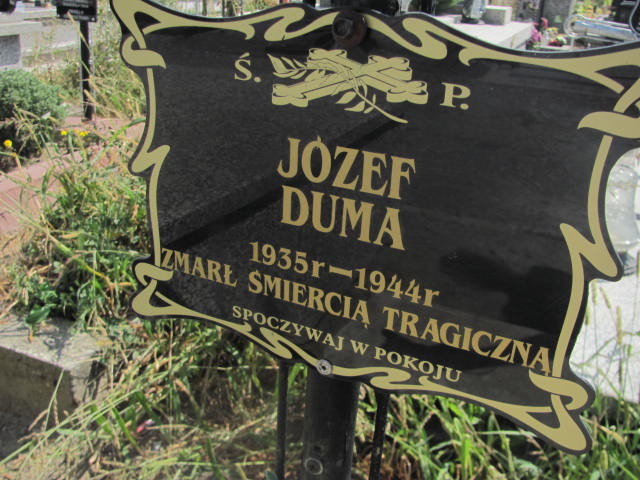 Ś. P.
JÓZEF
DUMA
1935r-1944r
ZMARŁ ŚMIERCIĄ TRAGICZNĄ
SPOCZYWAJ W POKOJU